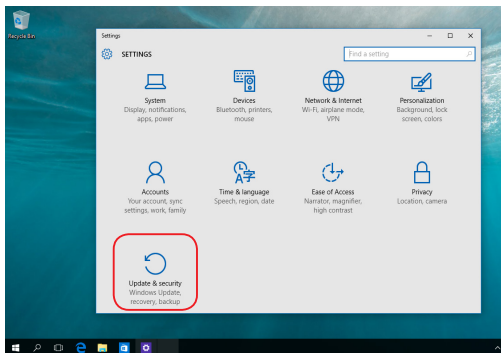 Recycle Bin
Settings
SETTINGS
Find a setting
System
Display, notifications,
apps, power
Devices
Bluetooth, printers,
mouse
Network & Internet
Wi-Fi, airplane mode,
VPN
Personalization
Background, lock
screen, colors
Accounts
Your account, sync
settings, work, family
Time & language
Speech, region, date
Ease of Access
Narrator, magnifier,
high contrast
Privacy
Location, camera
Update & security
Windows Update,
recovery, backup